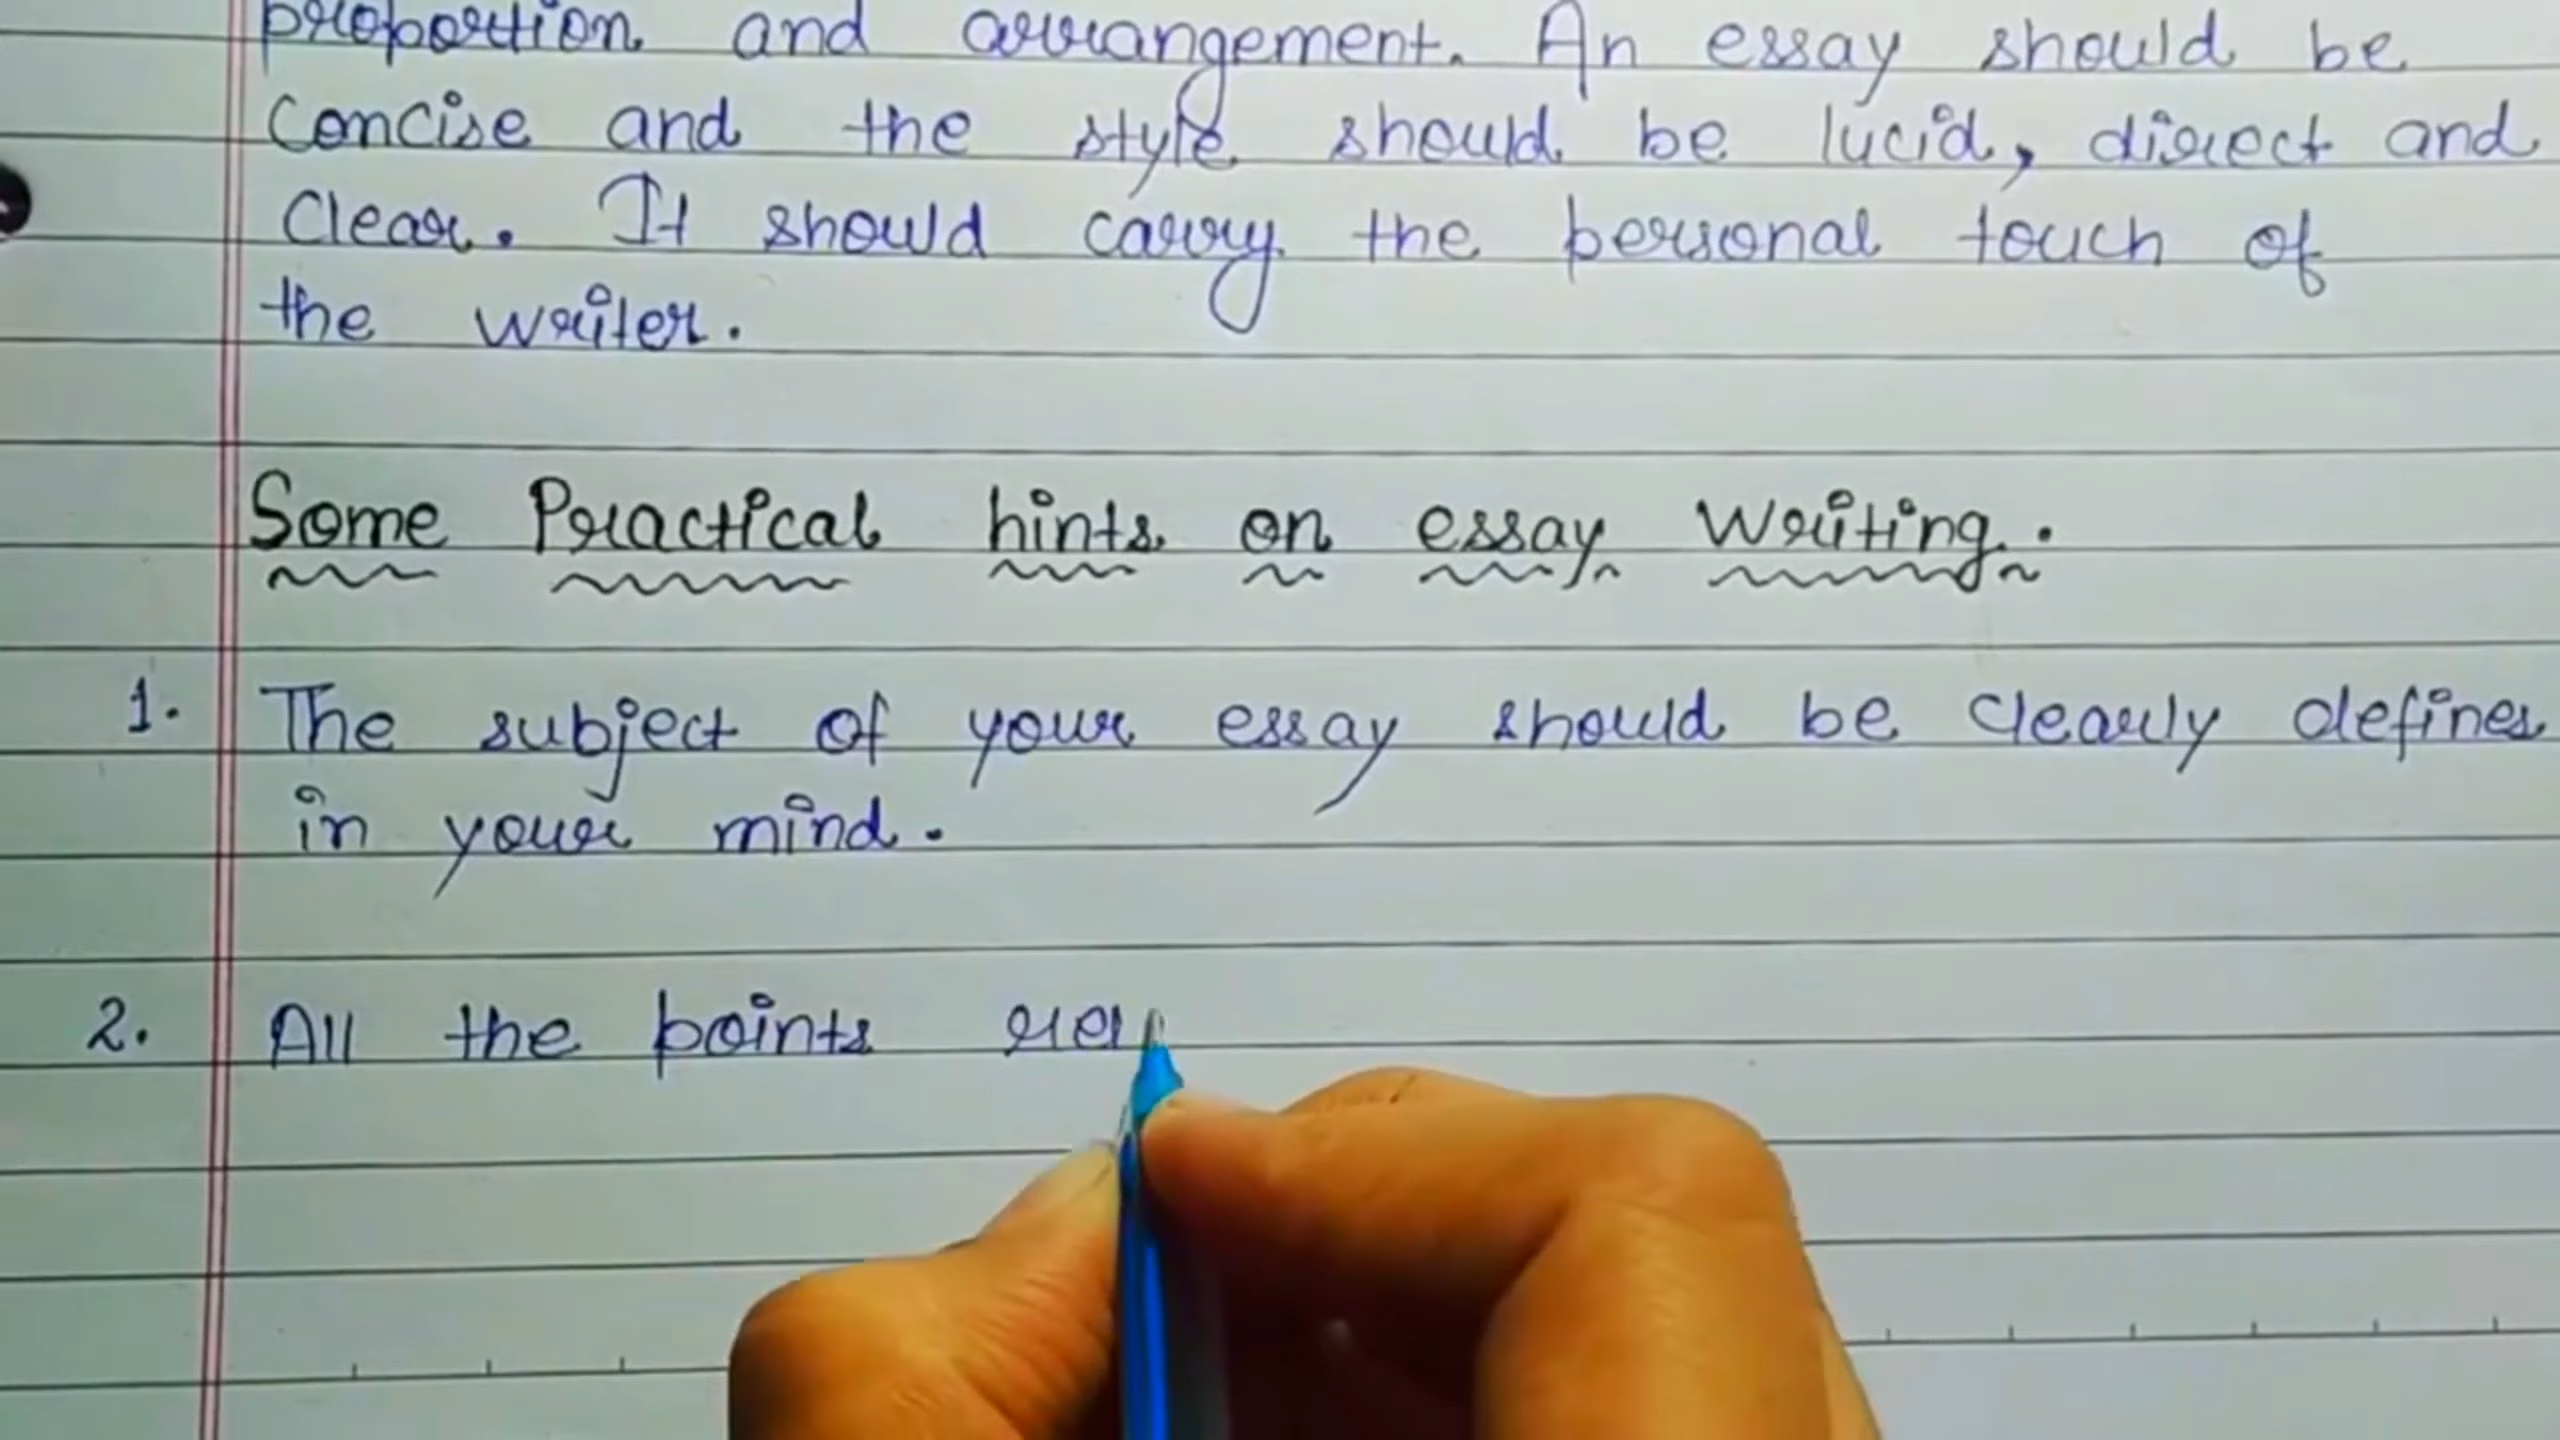 proportion and arrangement. An essay should be
Concise and the style should be lucid, direct and
Clear. It should carry the personal touch of
the writer.
Some Practical hints on essay Writing.
1. The subject of your essay should be Clearly defines
in your mind.
2. All the points rel